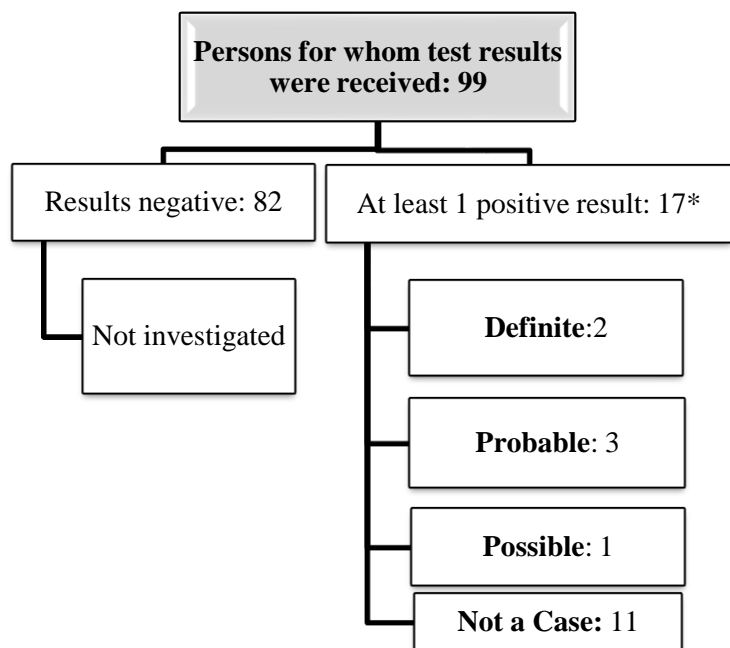 Persons for whom test results
were received: 99
Results negative: 82
At least 1 positive result: 17*
Not investigated
Definite:2
Probable: 3
Possible: 1
Not a Case: 11